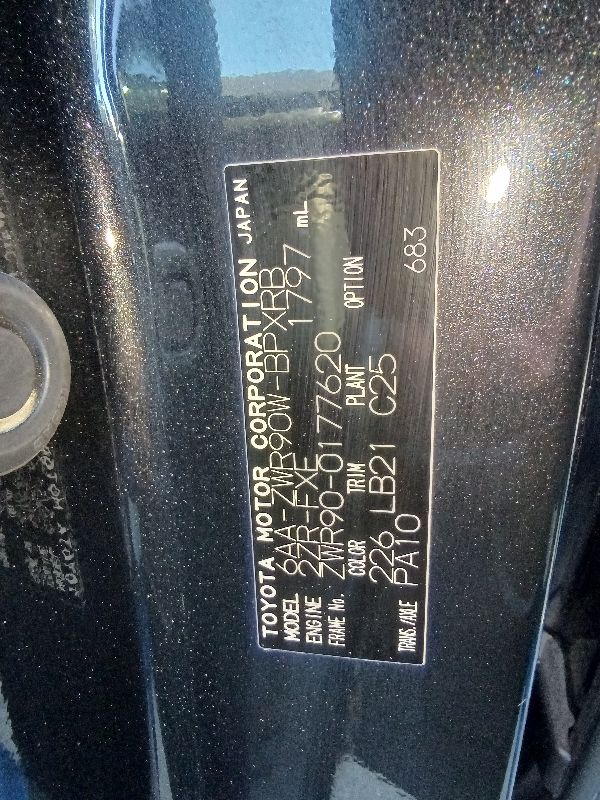 TOYOTA MOTOR CORPORATION JAPAN
MODEL 6AA-ZWR90W-BPXRB
ENGINE 2ZR-FXE 1797 mL
FRAME No. ZWR90-0177620
COLOR TRIM PLANT OPTION
226 LB21 C25
TRANS./AXLE PA10 683